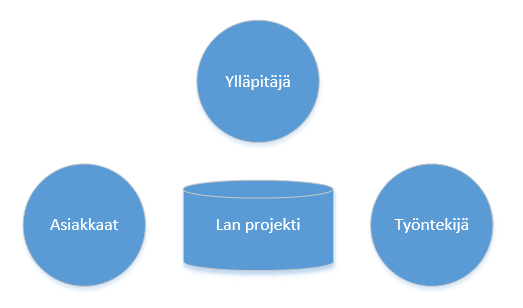 Ylläpitäjä
Asiakkaat
Lan projekti
Työntekijä